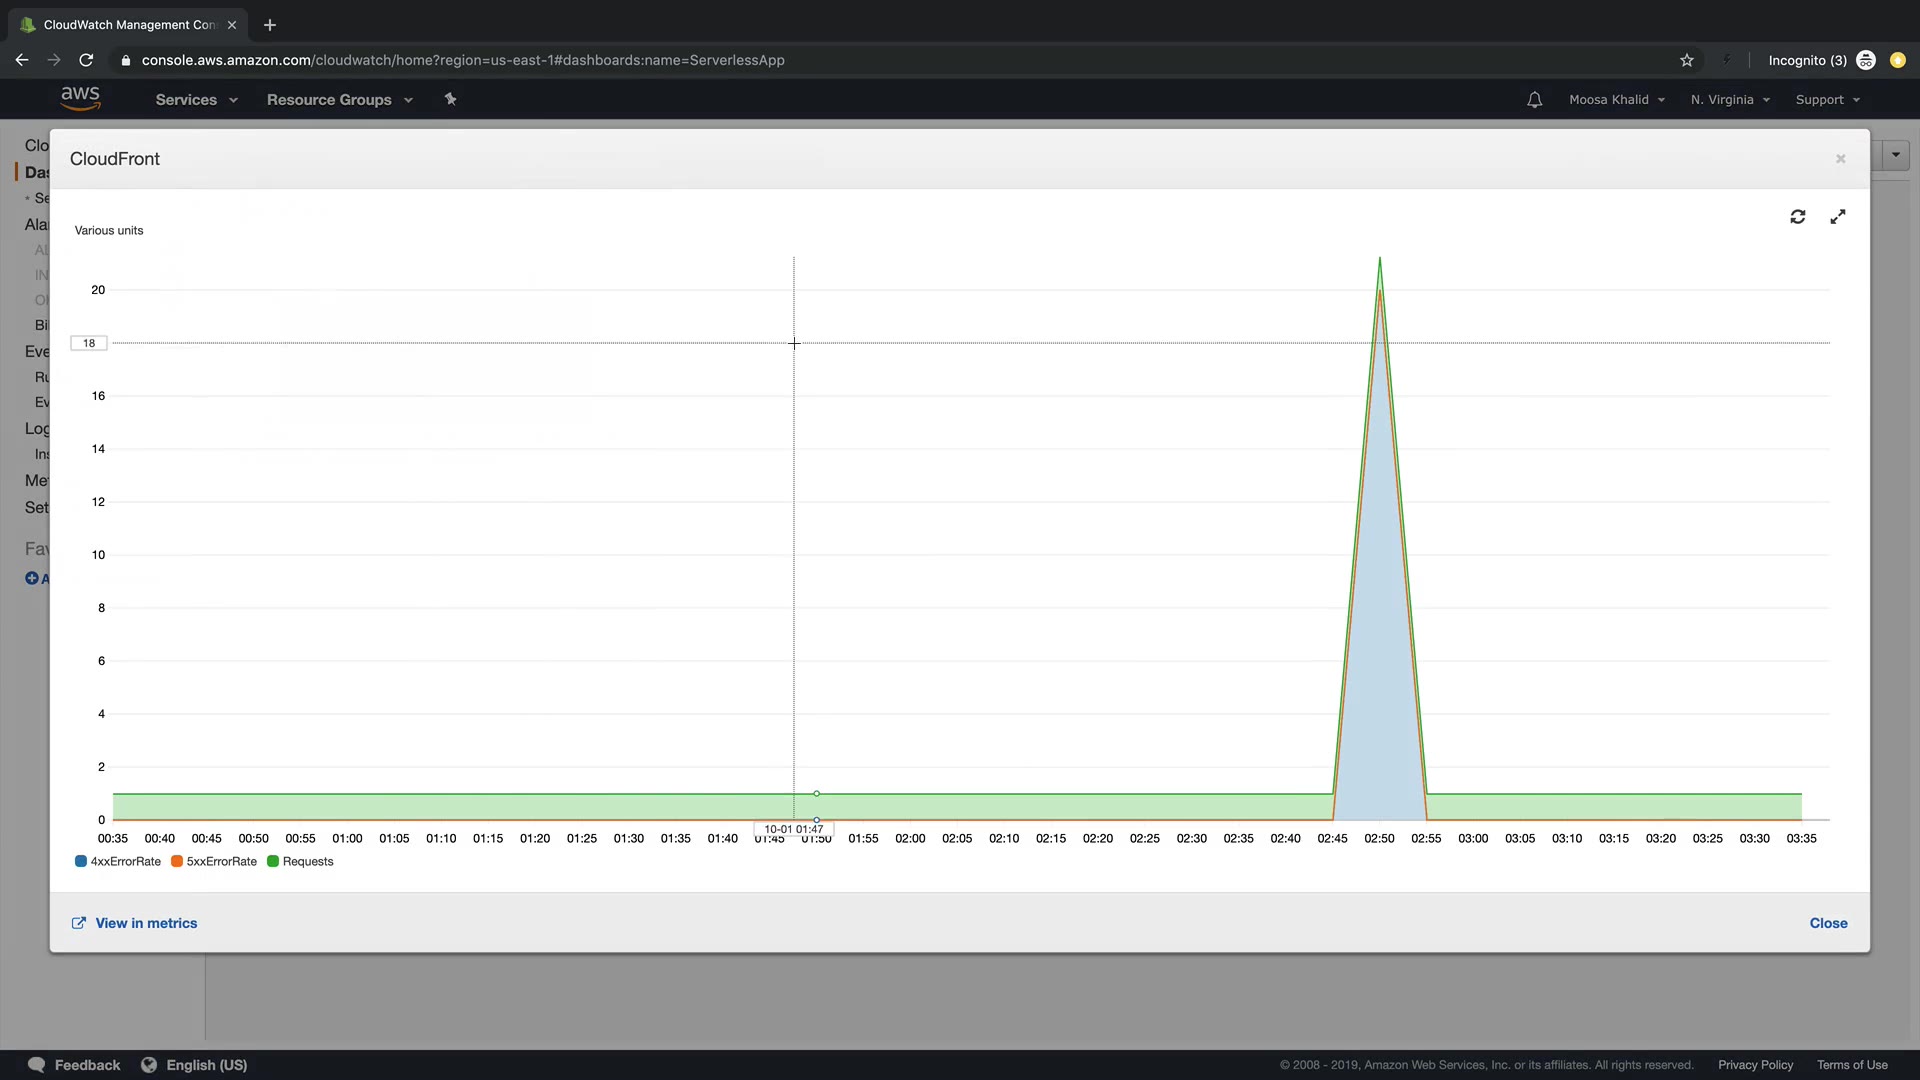 CloudWatch Management Con
console.aws.amazon.com/cloudwatch/home?region=us-east-1#dashboards:name=ServerlessApp
Incognito (3)
aws
Services
Resource Groups
Moosa Khalid
N. Virginia
Support
Clo
Das
Se
Ala
AL
IN
Bil
Eve
Ru
Ev
Log
Ins
Met
Set
Fav
A
CloudFront
Various units
20
18
16
14
12
10
8
6
4
2
0
00:35 00:40 00:45 00:50 00:55 01:00 01:05 01:10 01:15 01:20 01:25 01:30 01:35 01:40 01:45 01:50 01:55 02:00 02:05 02:10 02:15 02:20 02:25 02:30 02:35 02:40 02:45 02:50 02:55 03:00 03:05 03:10 03:15 03:20 03:25 03:30 03:35
10-01 01:47
4xxErrorRate 5xxErrorRate Requests
View in metrics
Close
Feedback
English (US)
© 2008 - 2019, Amazon Web Services, Inc. or its affiliates. All rights reserved.
Privacy Policy
Terms of Use